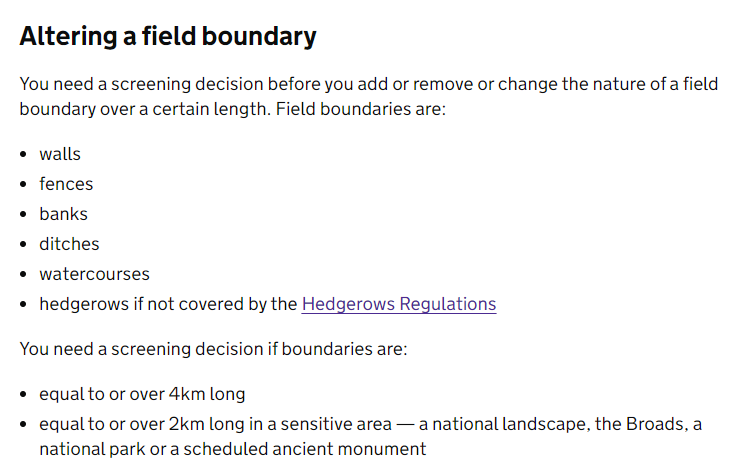 Altering a field boundary
You need a screening decision before you add or remove or change the nature of a field
boundary over a certain length. Field boundaries are:
• walls
• fences
• banks
• ditches
• watercourses
• hedgerows if not covered by the Hedgerows Regulations
You need a screening decision if boundaries are:
• equal to or over 4km long
• equal to or over 2km long in a sensitive area — a national landscape, the Broads, a
national park or a scheduled ancient monument